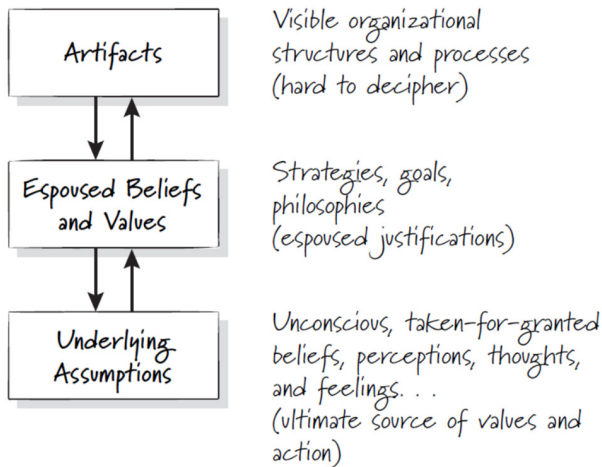 Artifacts
Visible organizational
structures and processes
(hard to decipher)
Espoused Beliefs
and Values
Strategies, goals,
philosophies
(espoused justifications)
Underlying
Assumptions
Unconscious, taken-for-granted
beliefs, perceptions, thoughts,
and feelings. . .
(ultimate source of values and
action)